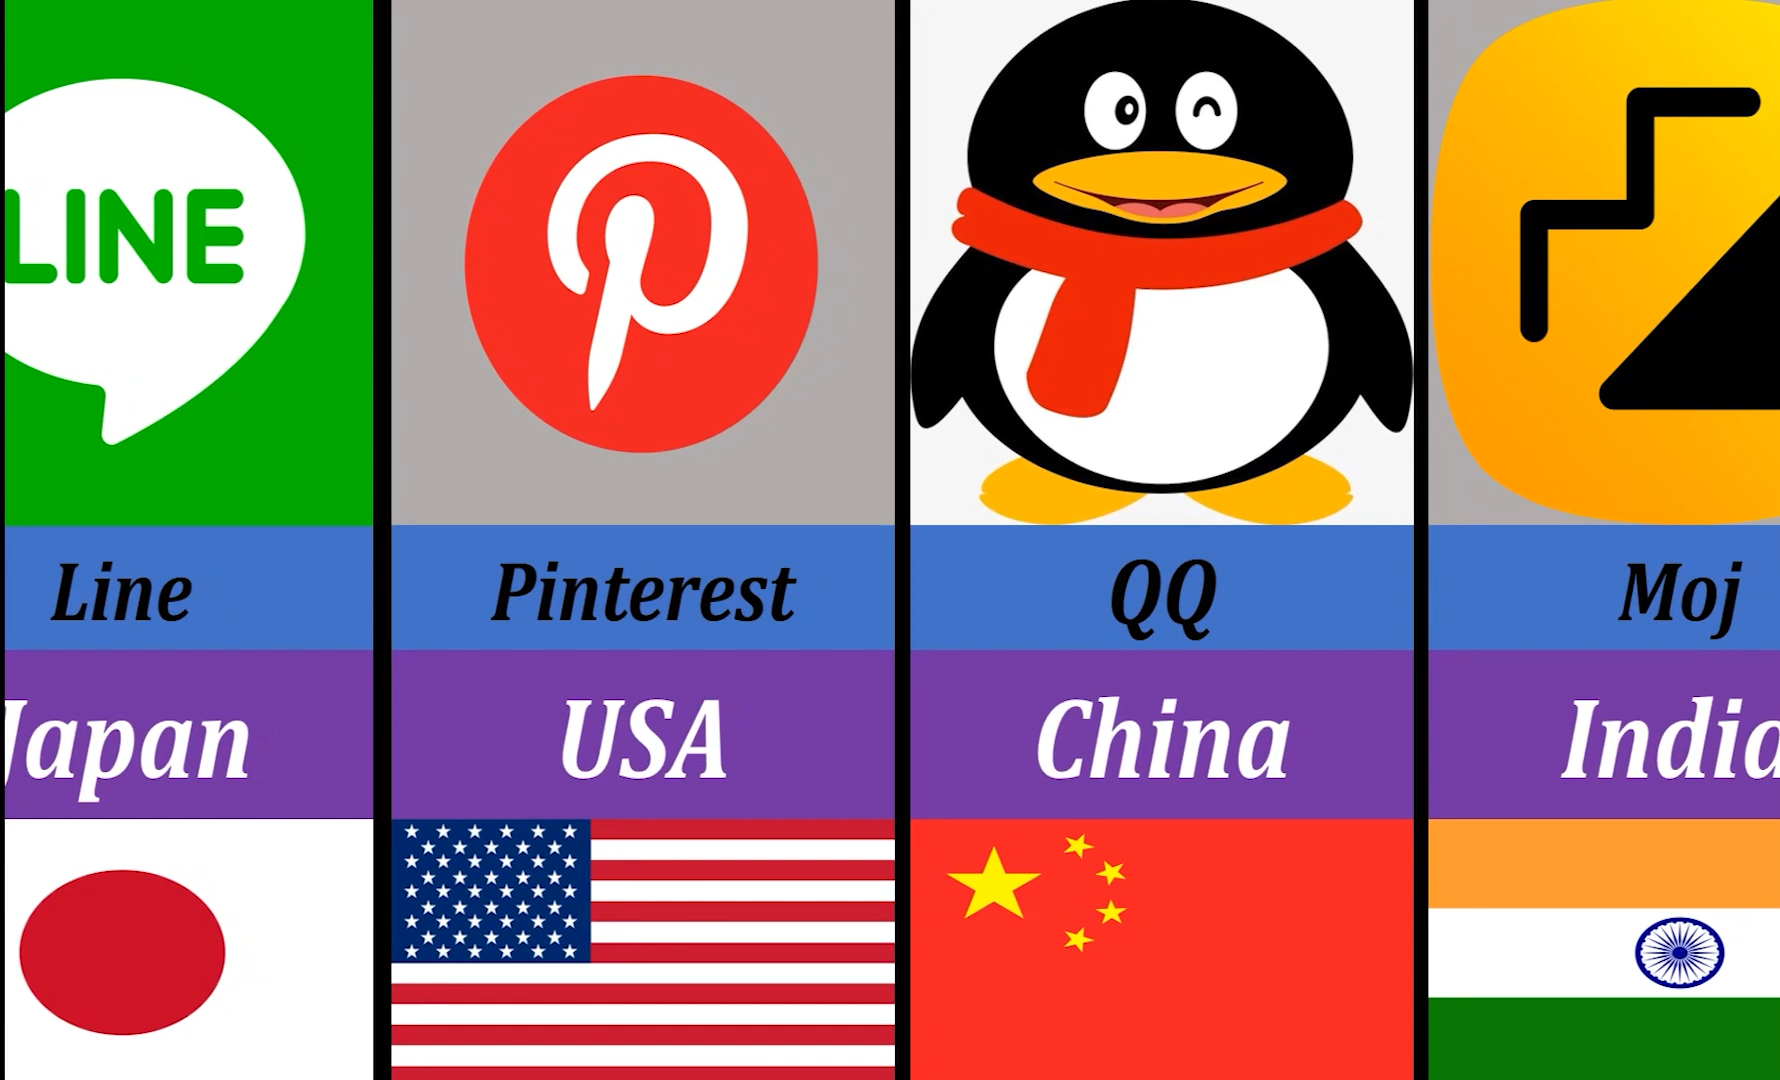 LINE
Line
Japan
Pinterest
USA
QQ
China
Moj
India